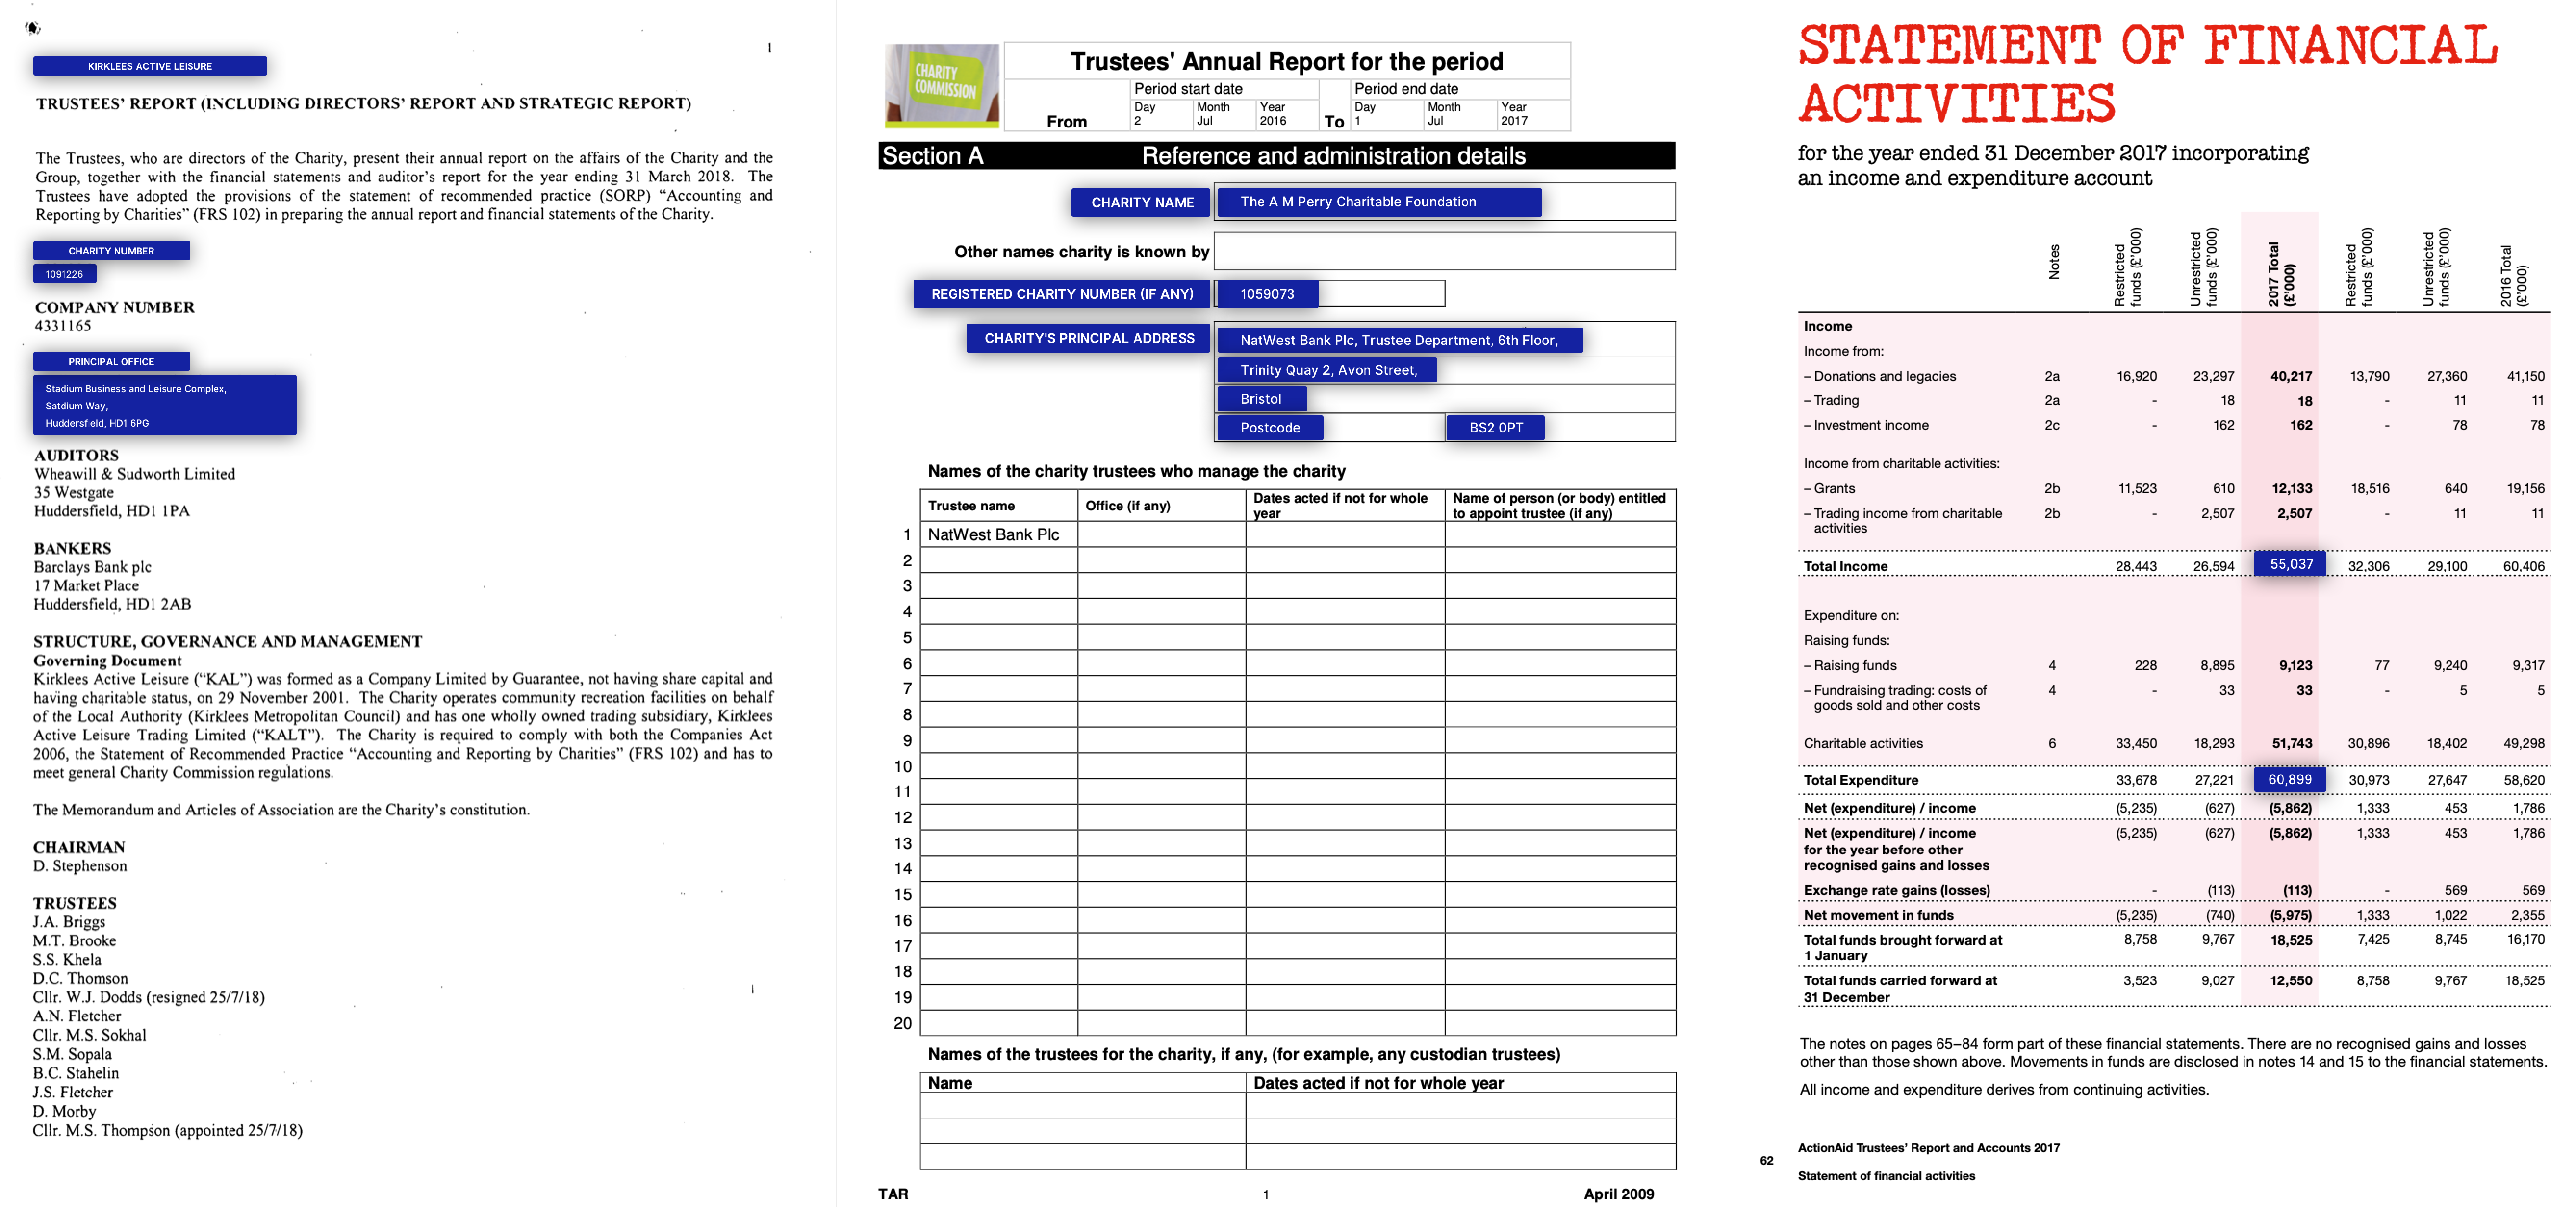 1
KIRKLEES ACTIVE LEISURE
TRUSTEES' REPORT (INCLUDING DIRECTORS' REPORT AND STRATEGIC REPORT)
The Trustees, who are directors of the Charity, present their annual report on the affairs of the Charity and the
Group, together with the financial statements and auditor's report for the year ending 31 March 2018. The
Trustees have adopted the provisions of the statement of recommended practice (SORP) "Accounting and
Reporting by Charities" (FRS 102) in preparing the annual report and financial statements of the Charity.
CHARITY NUMBER
1091226
COMPANY NUMBER
4331165
PRINCIPAL OFFICE
Stadium Business and Leisure Complex,
Satdium Way,
Huddersfield, HD1 6PG
AUDITORS
Wheawill & Sudworth Limited
35 Westgate
Huddersfield, HD1 1PA
BANKERS
Barclays Bank plc
17 Market Place
Huddersfield, HD1 2AB
STRUCTURE, GOVERNANCE AND MANAGEMENT
Governing Document
Kirklees Active Leisure ("KAL") was formed as a Company Limited by Guarantee, not having share capital and
having charitable status, on 29 November 2001. The Charity operates community recreation facilities on behalf
of the Local Authority (Kirklees Metropolitan Council) and has one wholly owned trading subsidiary, Kirklees
Active Leisure Trading Limited ("KALT"). The Charity is required to comply with both the Companies Act
2006, the Statement of Recommended Practice "Accounting and Reporting by Charities" (FRS 102) and has to
meet general Charity Commission regulations.
The Memorandum and Articles of Association are the Charity's constitution.
CHAIRMAN
D. Stephenson
TRUSTEES
J.A. Briggs
M.T. Brooke
S.S. Khela
D.C. Thomson
Cllr. W.J. Dodds (resigned 25/7/18)
A.N. Fletcher
Cllr. M.S. Sokhal
S.M. Sopala
B.C. Stahelin
J.S. Fletcher
D. Morby
Cllr. M.S. Thompson (appointed 25/7/18)
CHARITY
COMMISSION
Trustees' Annual Report for the period
Period start date Period end date
Day Month Year Day Month Year
From 2 Jul 2016 To 1 Jul 2017
Section A Reference and administration details
CHARITY NAME The A M Perry Charitable Foundation
Other names charity is known by
REGISTERED CHARITY NUMBER (IF ANY) 1059073
CHARITY'S PRINCIPAL ADDRESS NatWest Bank Plc, Trustee Department, 6th Floor,
Trinity Quay 2, Avon Street,
Bristol
Postcode BS2 0PT
Names of the charity trustees who manage the charity
Trustee name Office (if any) Dates acted if not for whole year Name of person (or body) entitled to appoint trustee (if any)
1 NatWest Bank Plc
2
3
4
5
6
7
8
9
10
11
12
13
14
15
16
17
18
19
20
Names of the trustees for the charity, if any, (for example, any custodian trustees)
Name Dates acted if not for whole year
TAR 1 April 2009
STATEMENT OF FINANCIAL
ACTIVITIES
for the year ended 31 December 2017 incorporating
an income and expenditure account
Notes Restricted funds (£'000) Unrestricted funds (£'000) 2017 Total (£'000) Restricted funds (£'000) Unrestricted funds (£'000) 2016 Total (£'000)
Income
Income from:
– Donations and legacies 2a 16,920 23,297 40,217 13,790 27,360 41,150
– Trading 2a - 18 18 - 11 11
– Investment income 2c - 162 162 - 78 78
Income from charitable activities:
– Grants 2b 11,523 610 12,133 18,516 640 19,156
– Trading income from charitable 2b - 2,507 2,507 - 11 11
activities
Total Income 28,443 26,594 55,037 32,306 29,100 60,406
Expenditure on:
Raising funds:
– Raising funds 4 228 8,895 9,123 77 9,240 9,317
– Fundraising trading: costs of 4 - 33 33 - 5 5
goods sold and other costs
Charitable activities 6 33,450 18,293 51,743 30,896 18,402 49,298
Total Expenditure 33,678 27,221 60,899 30,973 27,647 58,620
Net (expenditure) / income (5,235) (627) (5,862) 1,333 453 1,786
Net (expenditure) / income (5,235) (627) (5,862) 1,333 453 1,786
for the year before other
recognised gains and losses
Exchange rate gains (losses) - (113) (113) - 569 569
Net movement in funds (5,235) (740) (5,975) 1,333 1,022 2,355
Total funds brought forward at 8,758 9,767 18,525 7,425 8,745 16,170
1 January
Total funds carried forward at 3,523 9,027 12,550 8,758 9,767 18,525
31 December
The notes on pages 65–84 form part of these financial statements. There are no recognised gains and losses
other than those shown above. Movements in funds are disclosed in notes 14 and 15 to the financial statements.
All income and expenditure derives from continuing activities.
ActionAid Trustees' Report and Accounts 2017
62
Statement of financial activities